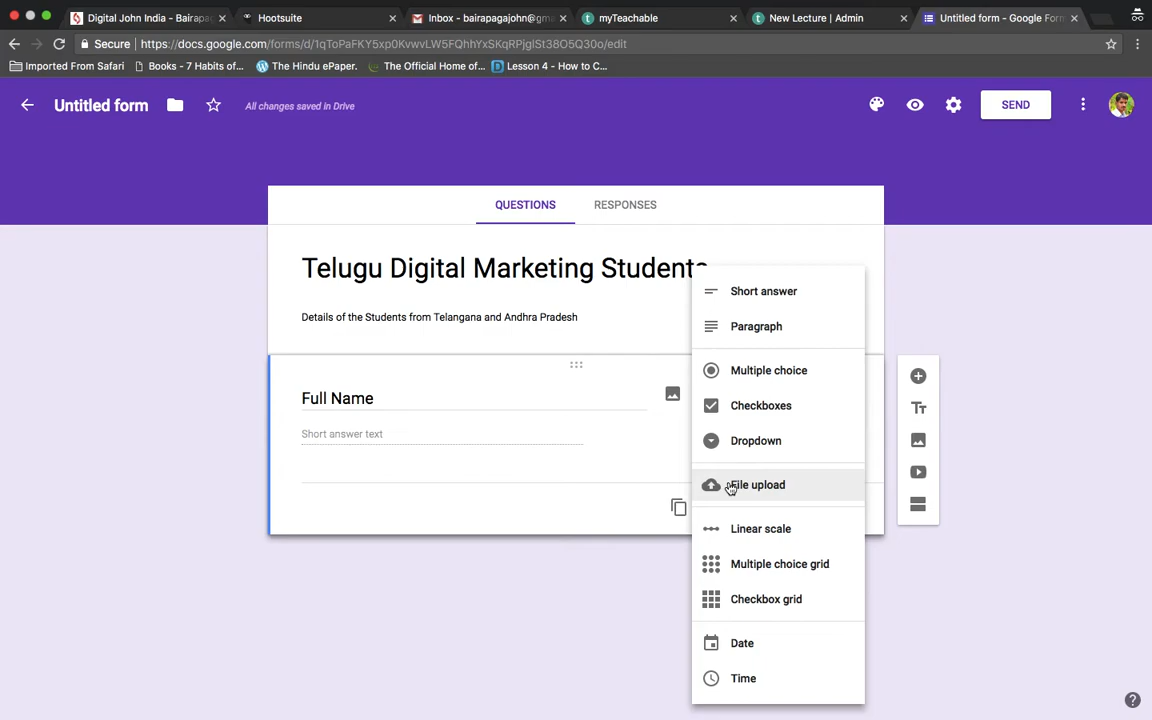 Digital John India - Bairapa
Hootsuite
Inbox - bairapagajohn@gm
myTeachable
New Lecture | Admin
Untitled form - Google Form
Secure https://docs.google.com/forms/d/1qToPaFKY5xp0KvwvLW5FQhhYxSKqRPjglSt38O5Q30o/edit
Imported From Safari
Books - 7 Habits of...
The Hindu ePaper.
The Official Home of...
Lesson 4 - How to C...
Untitled form
All changes saved in Drive
SEND
QUESTIONS
RESPONSES
Telugu Digital Marketing Students
Details of the Students from Telangana and Andhra Pradesh
Full Name
Short answer text
Short answer
Paragraph
Multiple choice
Checkboxes
Dropdown
File upload
Linear scale
Multiple choice grid
Checkbox grid
Date
Time